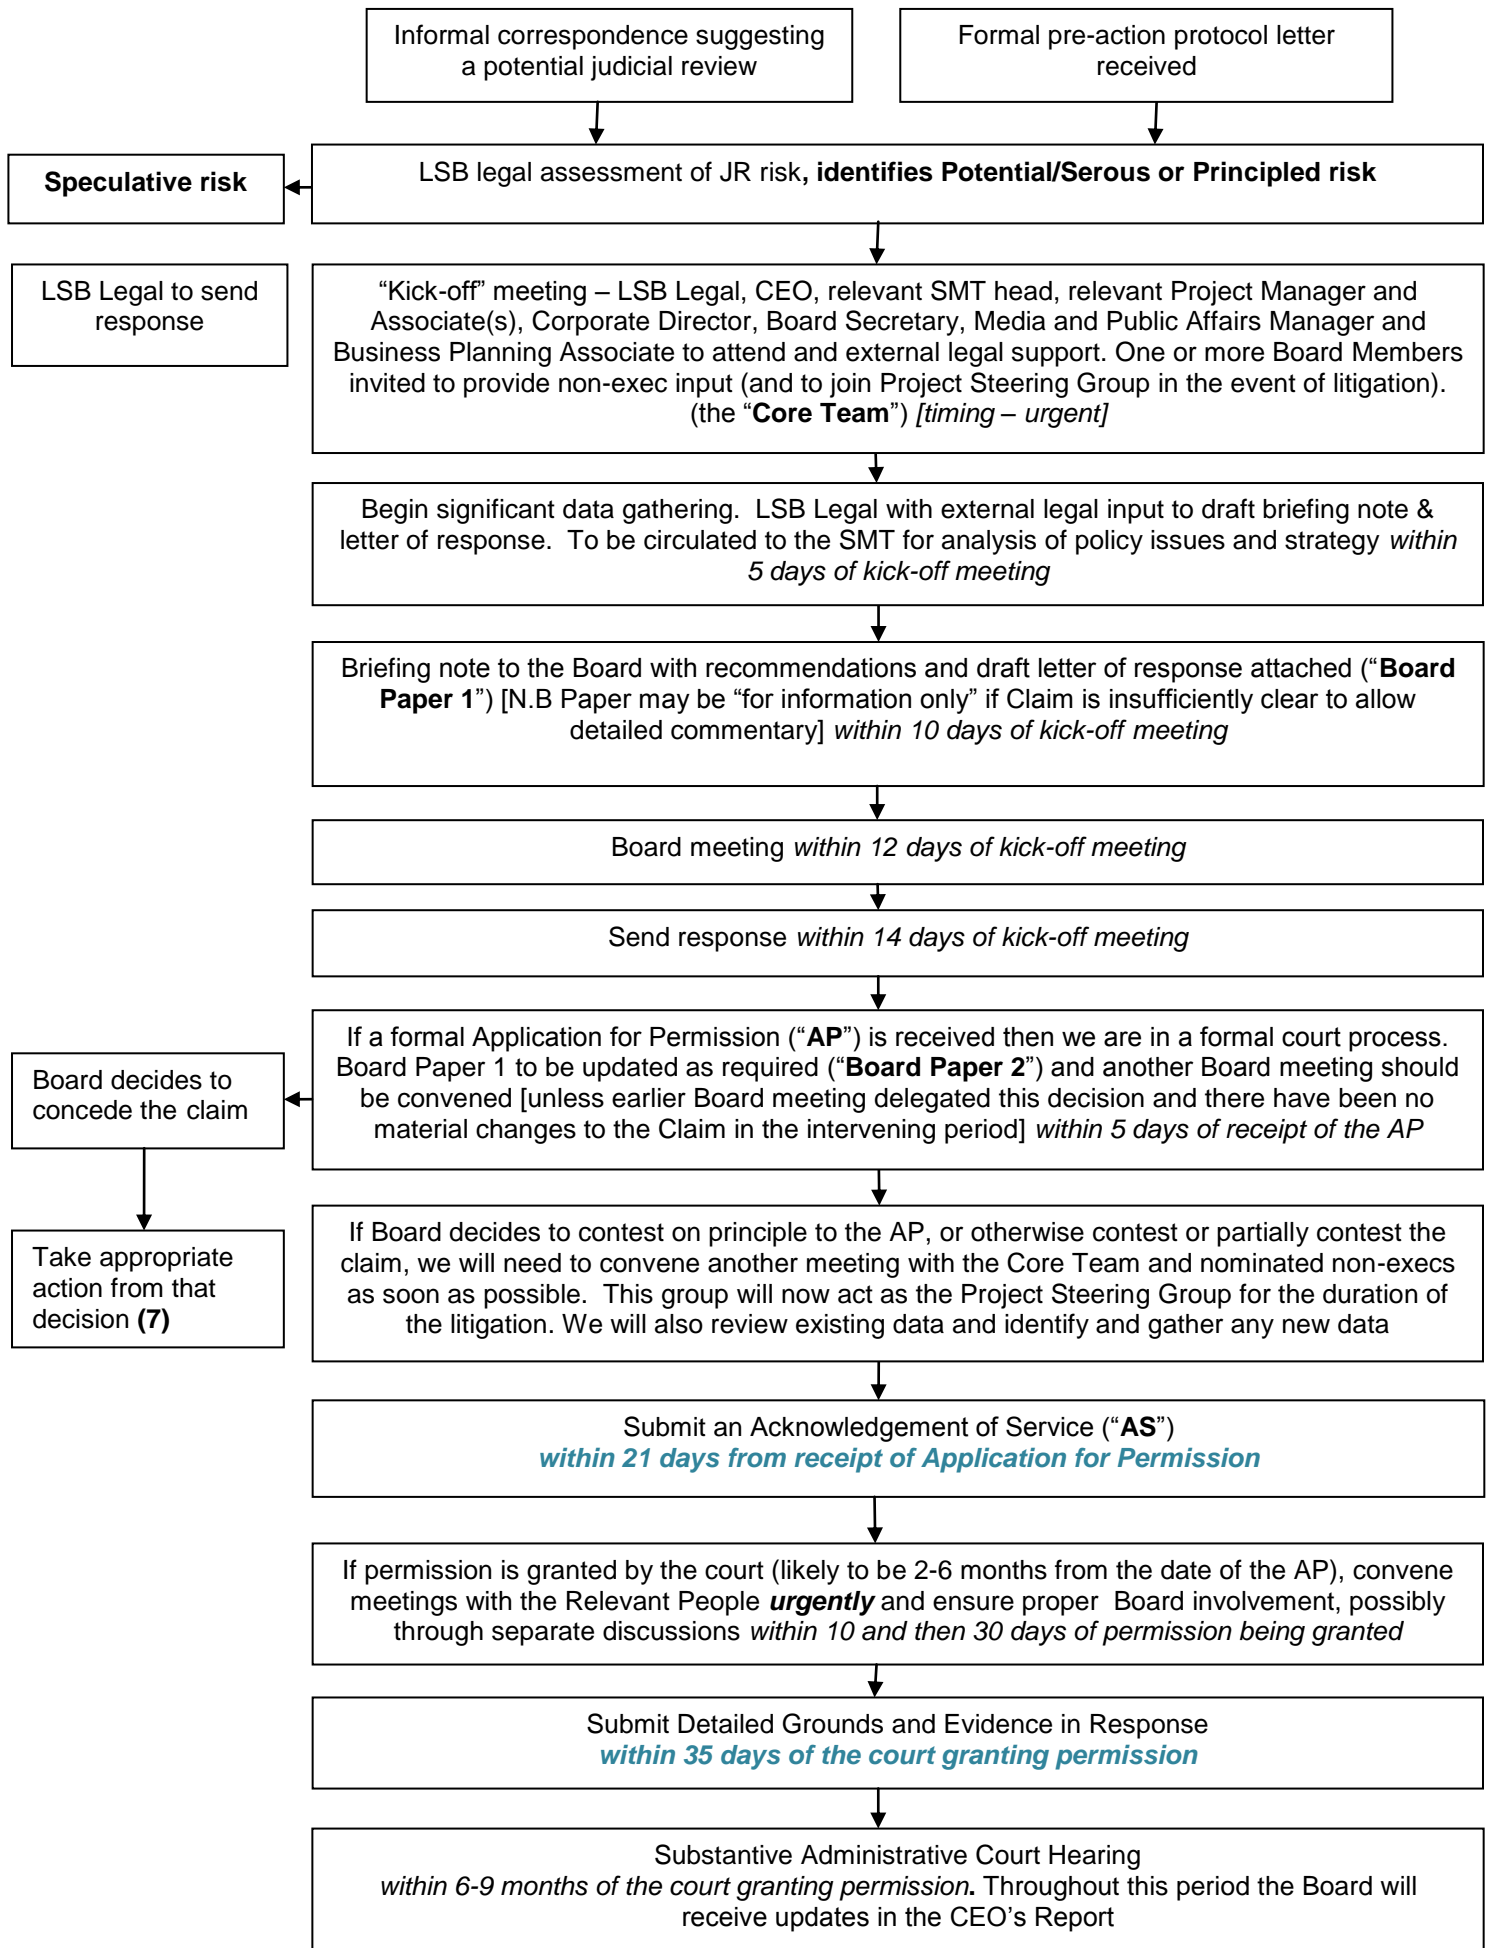 Informal correspondence suggesting
a potential judicial review
Formal pre-action protocol letter
received
Speculative risk
LSB legal assessment of JR risk, identifies Potential/Serous or Principled risk
LSB Legal to send
response
“Kick-off” meeting – LSB Legal, CEO, relevant SMT head, relevant Project Manager and
Associate(s), Corporate Director, Board Secretary, Media and Public Affairs Manager and
Business Planning Associate to attend and external legal support. One or more Board Members
invited to provide non-exec input (and to join Project Steering Group in the event of litigation).
(the “Core Team”) [timing – urgent]
Begin significant data gathering. LSB Legal with external legal input to draft briefing note &
letter of response. To be circulated to the SMT for analysis of policy issues and strategy within
5 days of kick-off meeting
Briefing note to the Board with recommendations and draft letter of response attached (“Board
Paper 1”) [N.B Paper may be “for information only” if Claim is insufficiently clear to allow
detailed commentary] within 10 days of kick-off meeting
Board meeting within 12 days of kick-off meeting
Send response within 14 days of kick-off meeting
If a formal Application for Permission (“AP”) is received then we are in a formal court process.
Board Paper 1 to be updated as required (“Board Paper 2”) and another Board meeting should
be convened [unless earlier Board meeting delegated this decision and there have been no
material changes to the Claim in the intervening period] within 5 days of receipt of the AP
Board decides to
concede the claim
Take appropriate
action from that
decision (7)
If Board decides to contest on principle to the AP, or otherwise contest or partially contest the
claim, we will need to convene another meeting with the Core Team and nominated non-execs
as soon as possible. This group will now act as the Project Steering Group for the duration of
the litigation. We will also review existing data and identify and gather any new data
Submit an Acknowledgement of Service (“AS”)
within 21 days from receipt of Application for Permission
If permission is granted by the court (likely to be 2-6 months from the date of the AP), convene
meetings with the Relevant People urgently and ensure proper Board involvement, possibly
through separate discussions within 10 and then 30 days of permission being granted
Submit Detailed Grounds and Evidence in Response
within 35 days of the court granting permission
Substantive Administrative Court Hearing
within 6-9 months of the court granting permission. Throughout this period the Board will
receive updates in the CEO’s Report